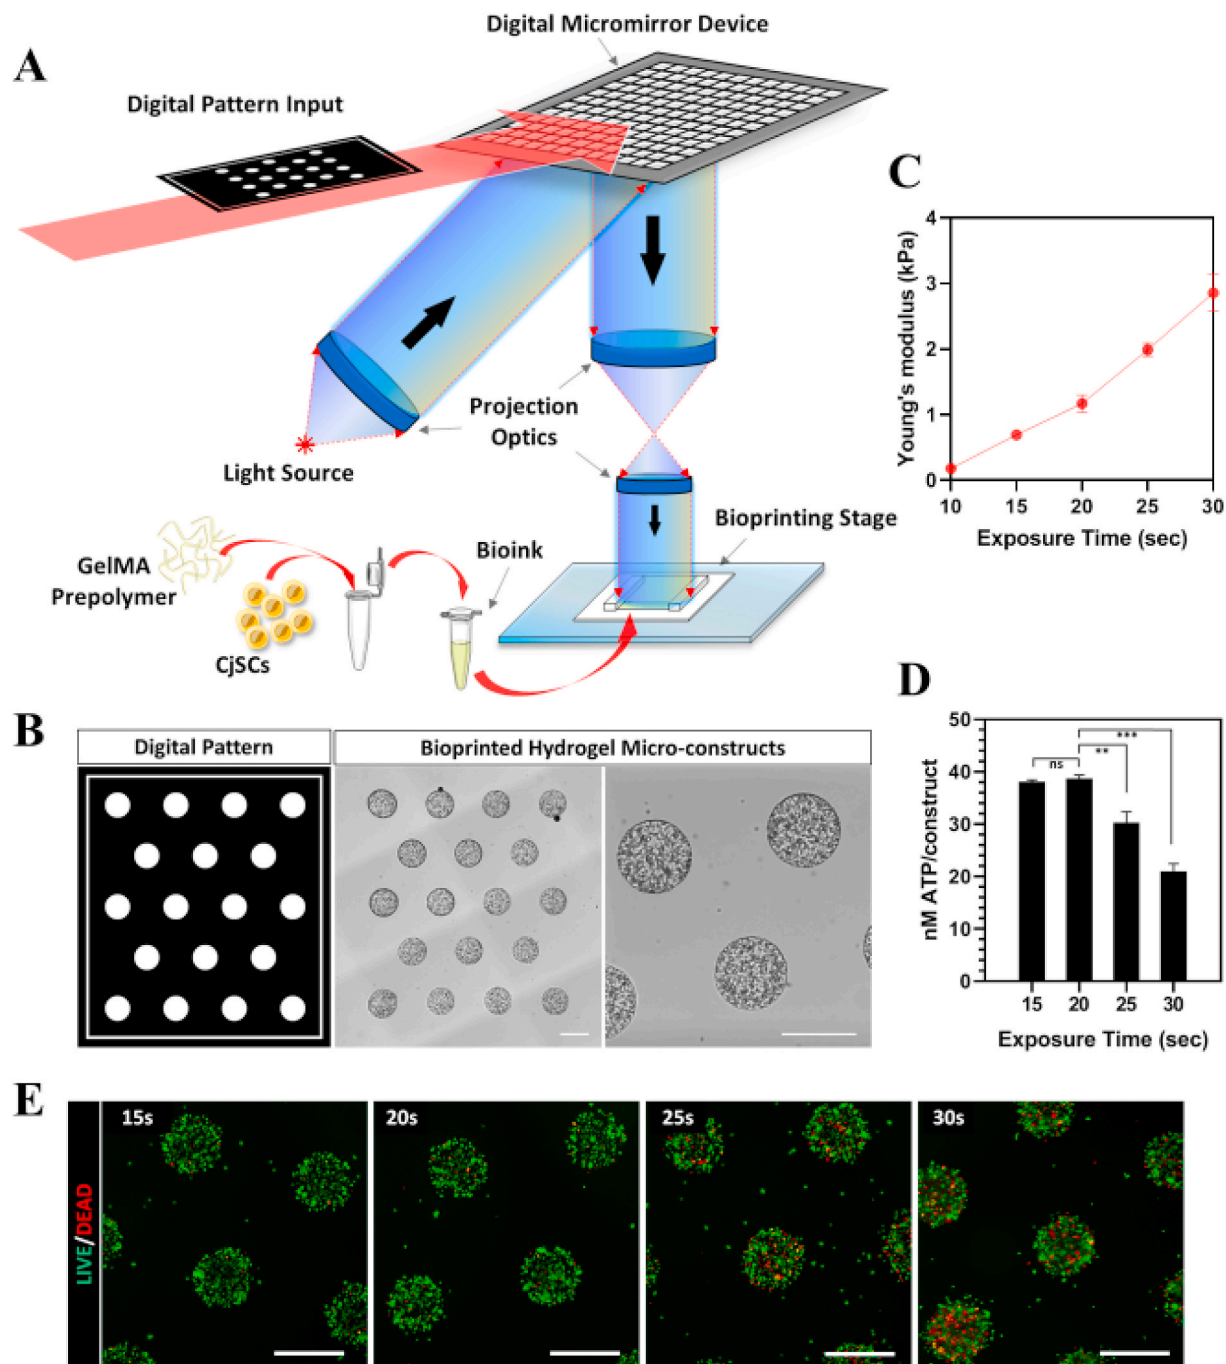 A
Digital Micromirror Device
Digital Pattern Input
Projection
Optics
Light Source
GelMA
Prepolymer
CjSCs
Bioink
Bioprinting Stage
C
Young's modulus (kPa)
4
3
2
1
0
10 15 20 25 30
Exposure Time (sec)
B
Digital Pattern
Bioprinted Hydrogel Micro-constructs
D
nM ATP/construct
50
40
30
20
10
0
ns
**
***
15 20 25 30
Exposure Time (sec)
E
LIVE/DEAD
15s
20s
25s
30s